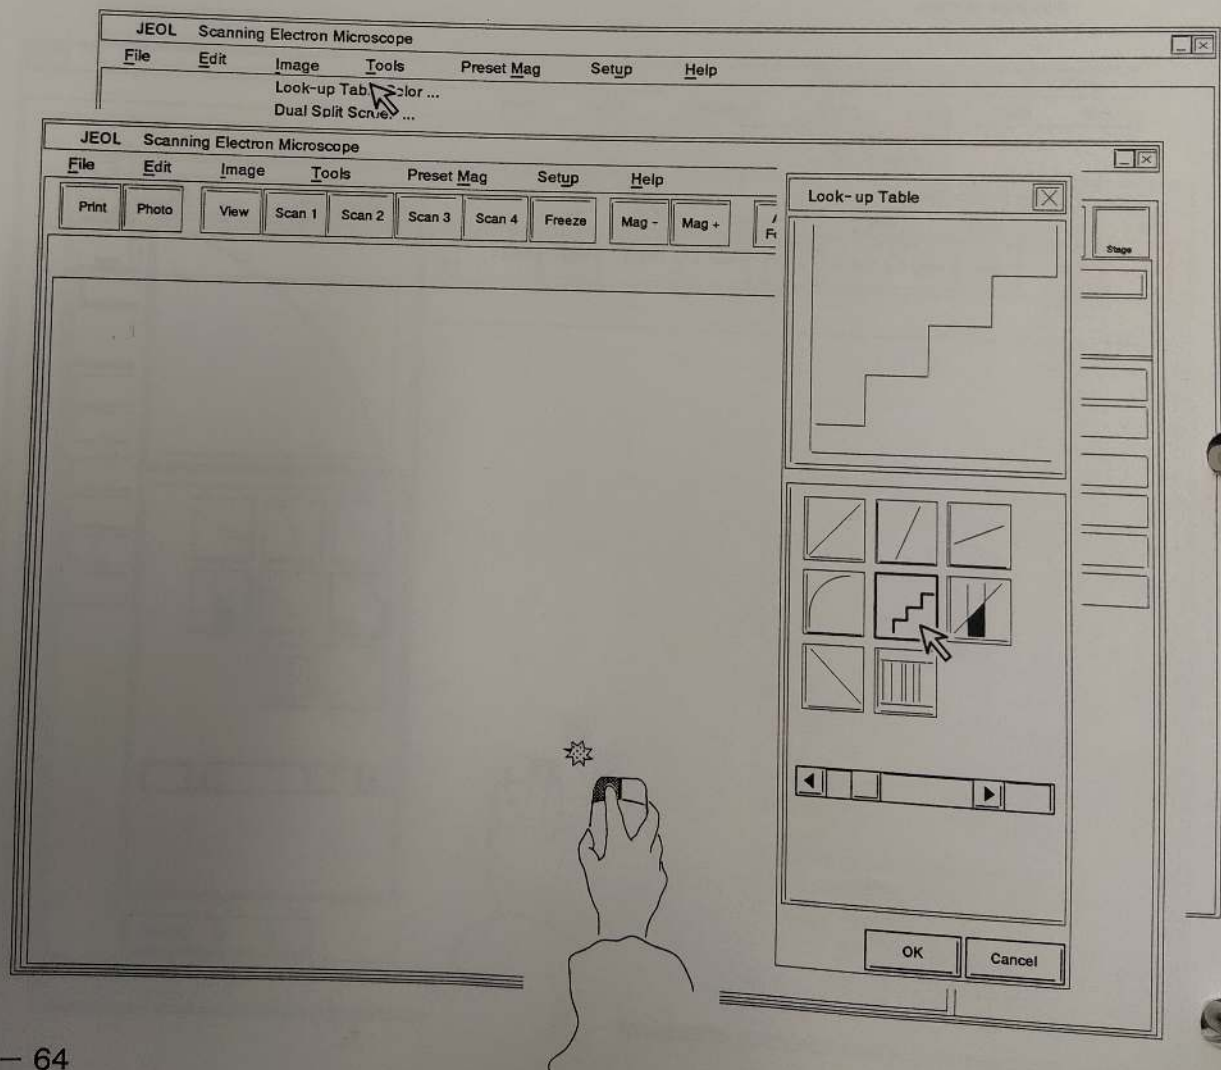 JEOL Scanning Electron Microscope
File Edit Image Tools Preset Mag Setup Help
Look-up
Dual Split
JEOL Scanning Electron Microscope
File Edit Image Tools Preset Mag Setup Help
Print Photo View Scan 1 Scan 2 Scan 3 Scan 4 Freeze Mag - Mag +
Stage
Look-up Table
OK Cancel
— 64